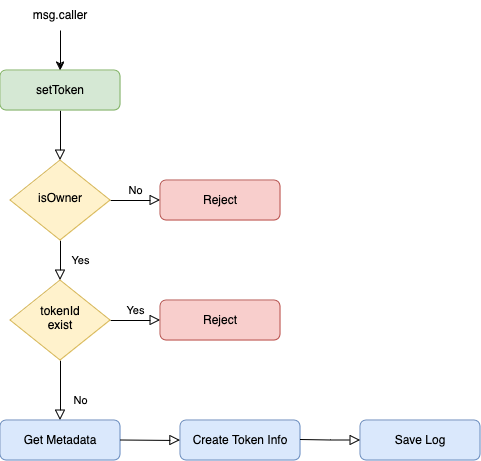 msg.caller
setToken
isOwner
No
Reject
Yes
tokenId
exist
Yes
Reject
No
Get Metadata
Create Token Info
Save Log